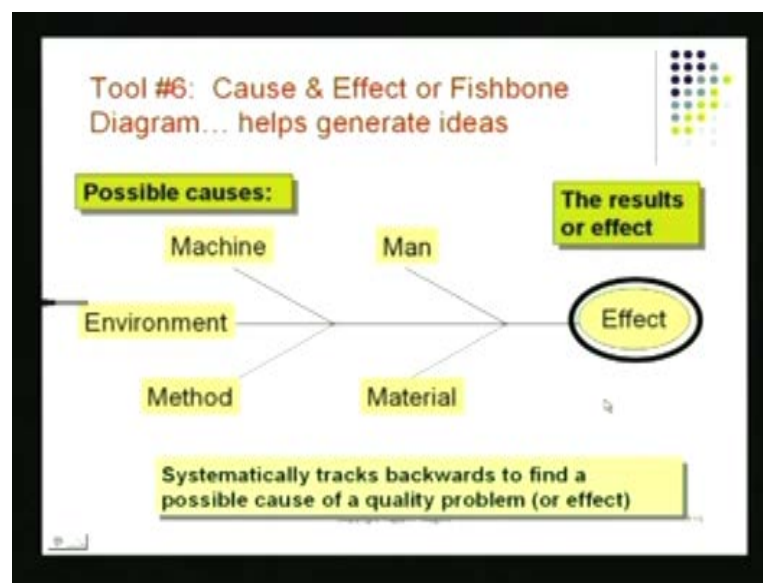 Tool #6: Cause & Effect or Fishbone
Diagram... helps generate ideas
Possible causes:
The results
or effect
Machine
Man
Environment
Effect
Method
Material
Systematically tracks backwards to find a
possible cause of a quality problem (or effect)